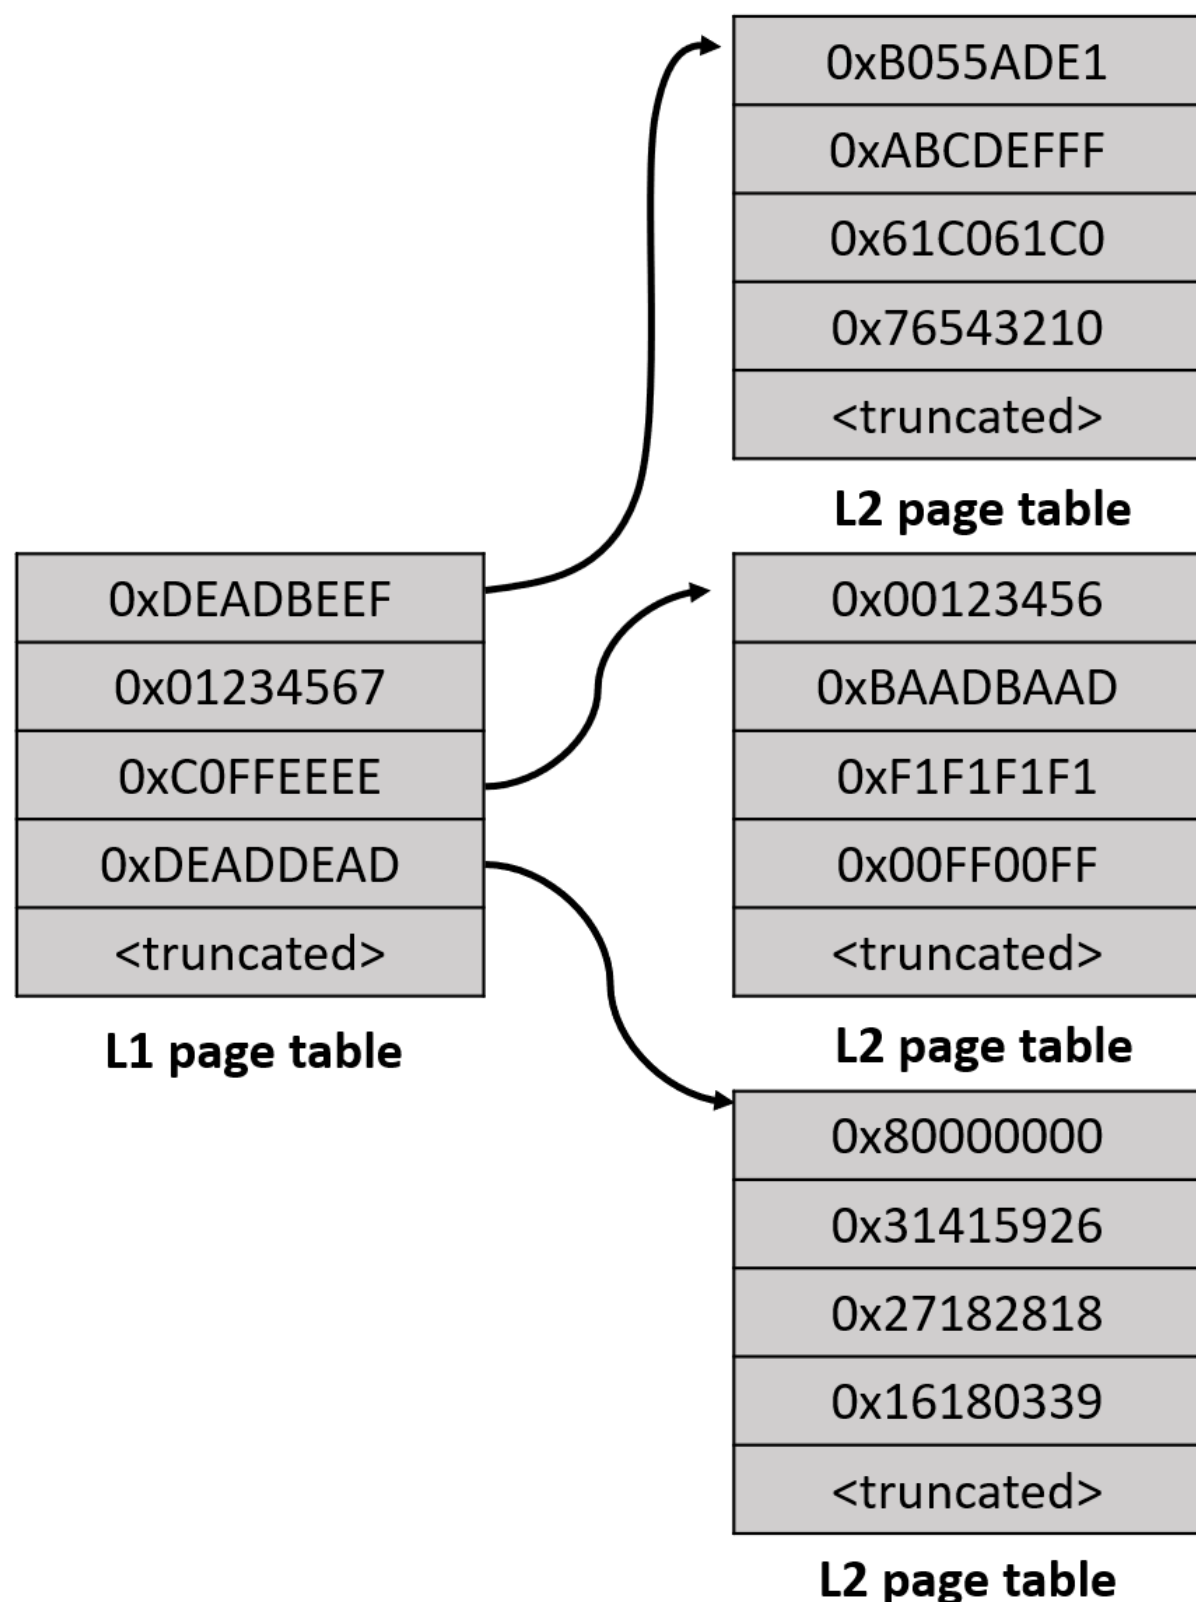 0xB055ADE1
0xABCDEFFF
0x61C061C0
0x76543210
<truncated>
L2 page table
0xDEADBEEF
0x01234567
0xC0FFEEEE
0xDEADDEAD
<truncated>
L1 page table
0x00123456
0xBAADBAAD
0xF1F1F1F1
0x00FF00FF
<truncated>
L2 page table
0x80000000
0x31415926
0x27182818
0x16180339
<truncated>
L2 page table